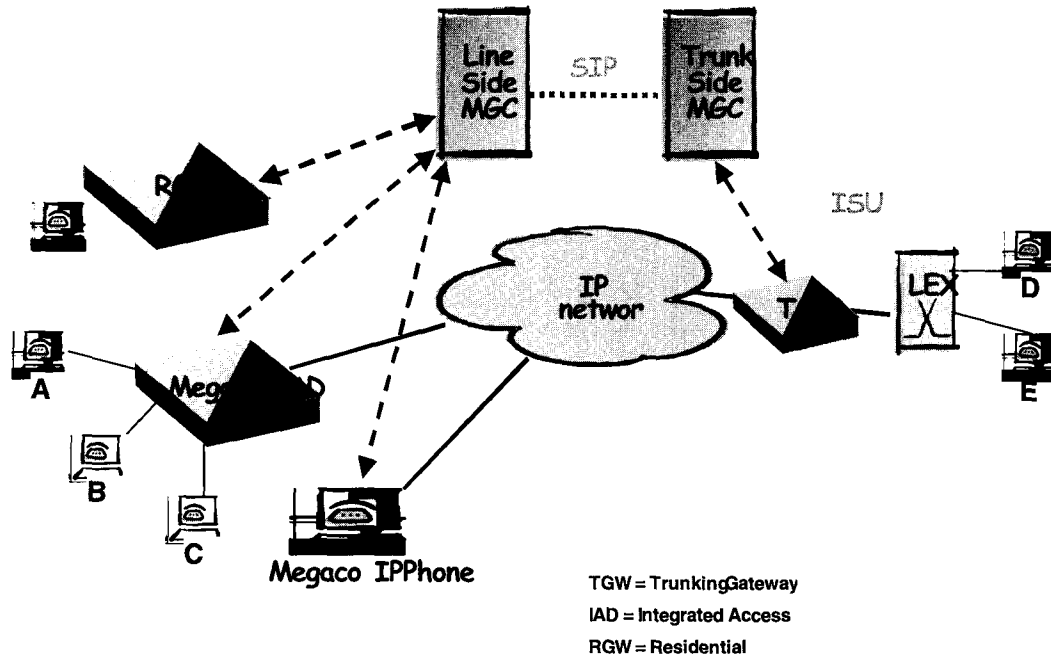 Line
Side
MGC
SIP
Trunk
Side
MGC
ISU
IP
networ
LEX
D
E
T
A
B
C
Megaco IPPhone
TGW = TrunkingGateway
IAD = Integrated Access
RGW = Residential